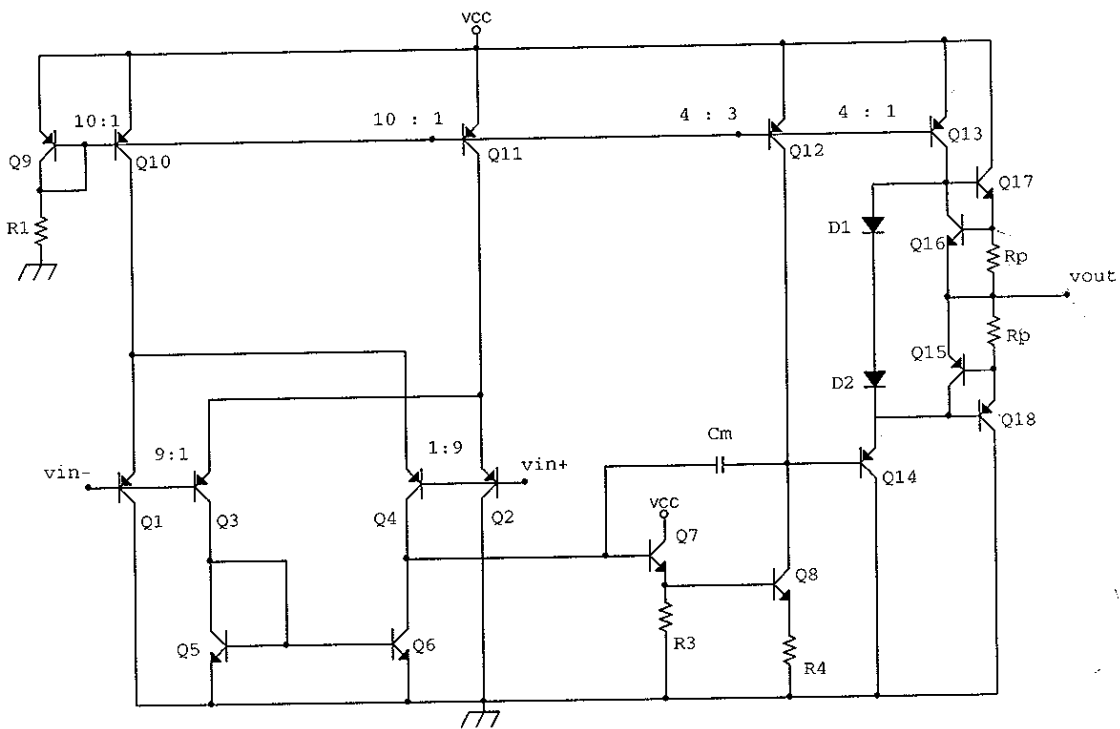 VCC
10:1
10 : 1
4 : 3
4 : 1
Q9
Q10
Q11
Q12
Q13
Q17
R1
D1
Q16
Rp
vout
Q15
Rp
D2
Q18
Cm
vin-
9:1
1:9
vin+
Q14
VCC
Q1
Q3
Q4
Q2
Q7
Q8
Q5
Q6
R3
R4